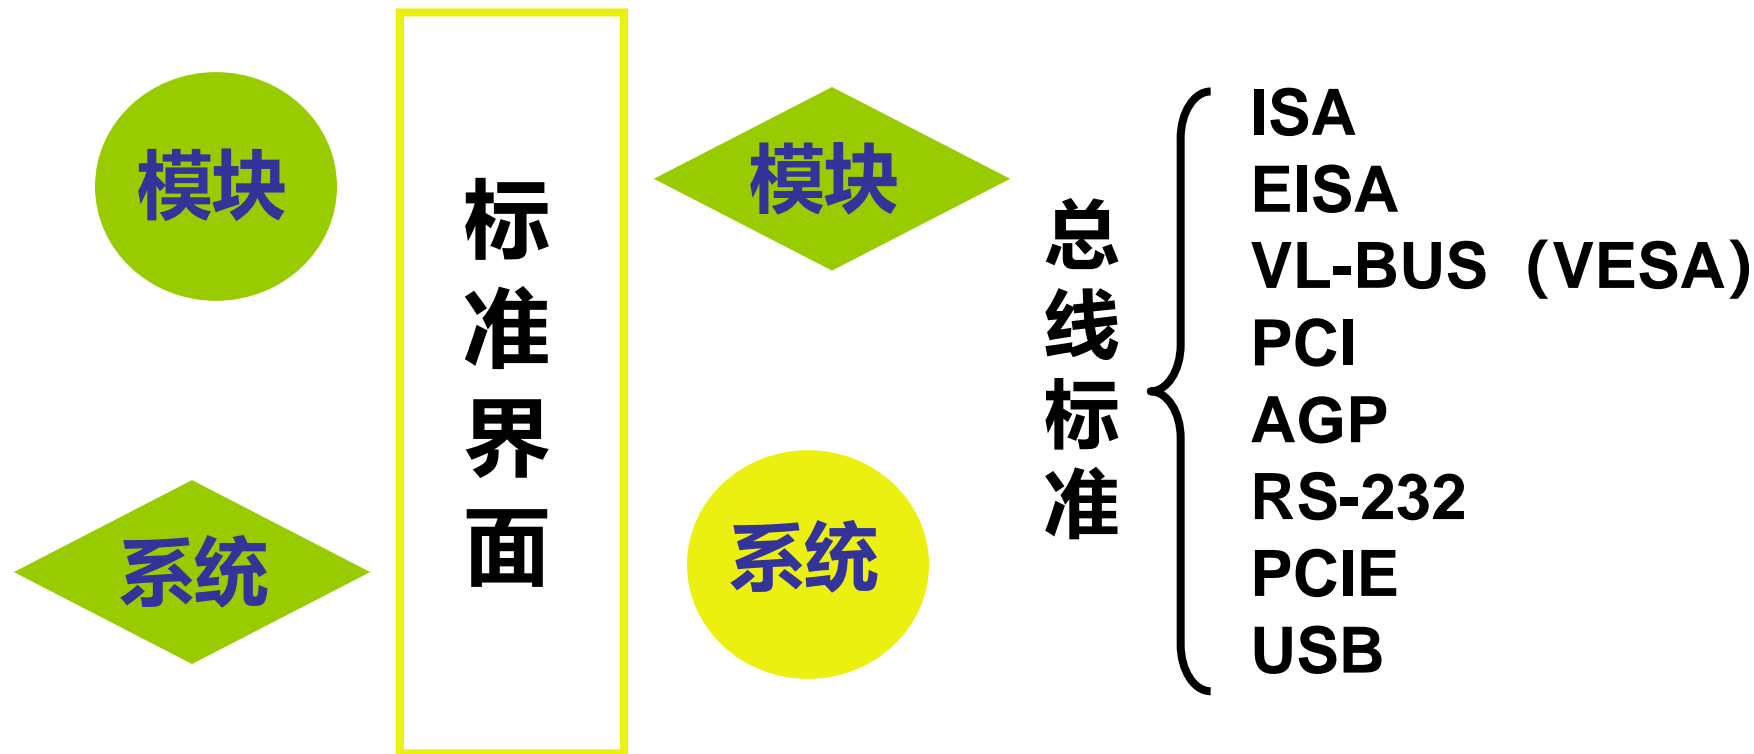 模块
系统
标准界面
模块
系统
总线标准
ISA
EISA
VL-BUS（VESA）
PCI
AGP
RS-232
PCIE
USB